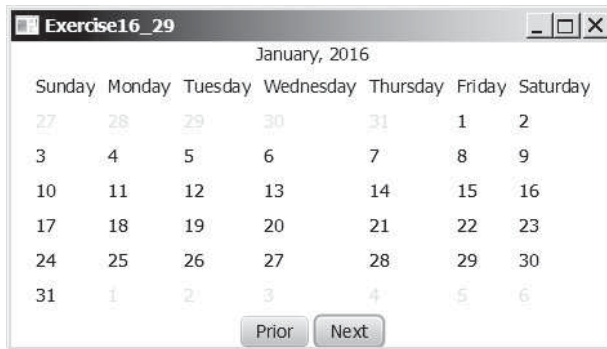 Exercise16_29
January, 2016
Sunday Monday Tuesday Wednesday Thursday Friday Saturday
27 28 29 30 31 1 2
3 4 5 6 7 8 9
10 11 12 13 14 15 16
17 18 19 20 21 22 23
24 25 26 27 28 29 30
31 1 2 3 4 5 6
Prior Next